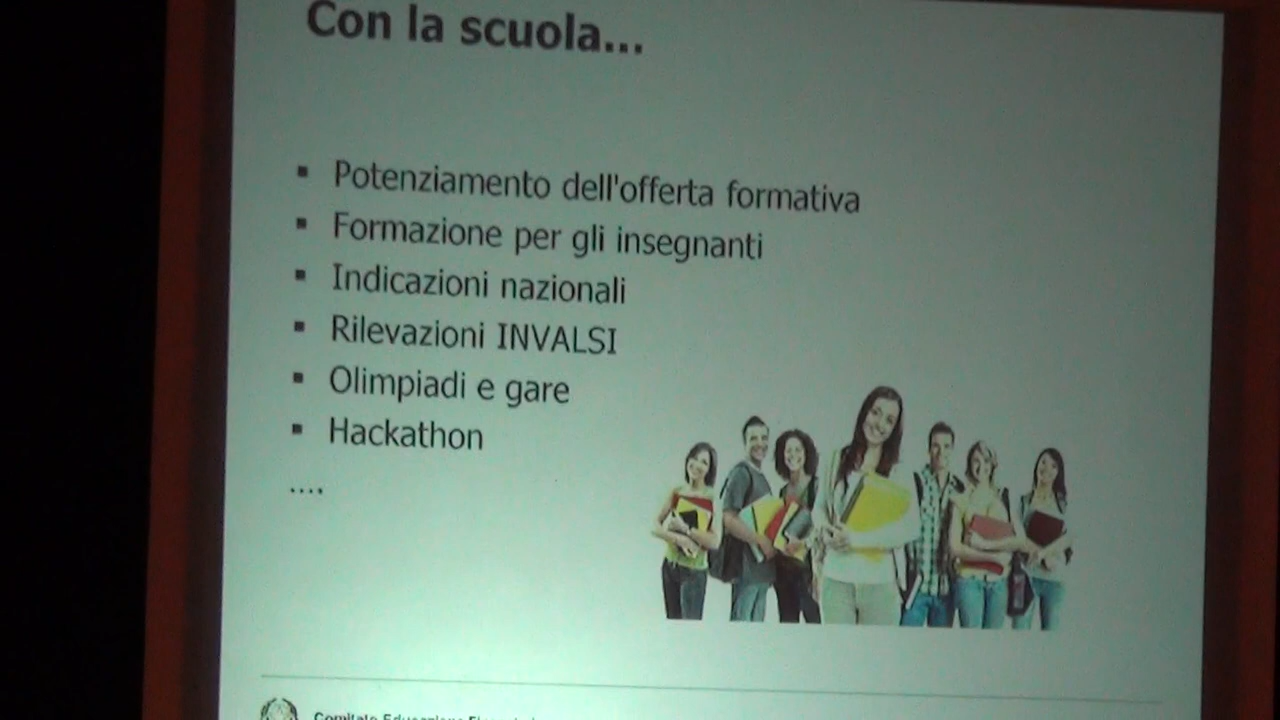 Con la scuola...
▪ Potenziamento dell'offerta formativa
▪ Formazione per gli insegnanti
▪ Indicazioni nazionali
▪ Rilevazioni INVALSI
▪ Olimpiadi e gare
▪ Hackathon
....
Comitato Educazione